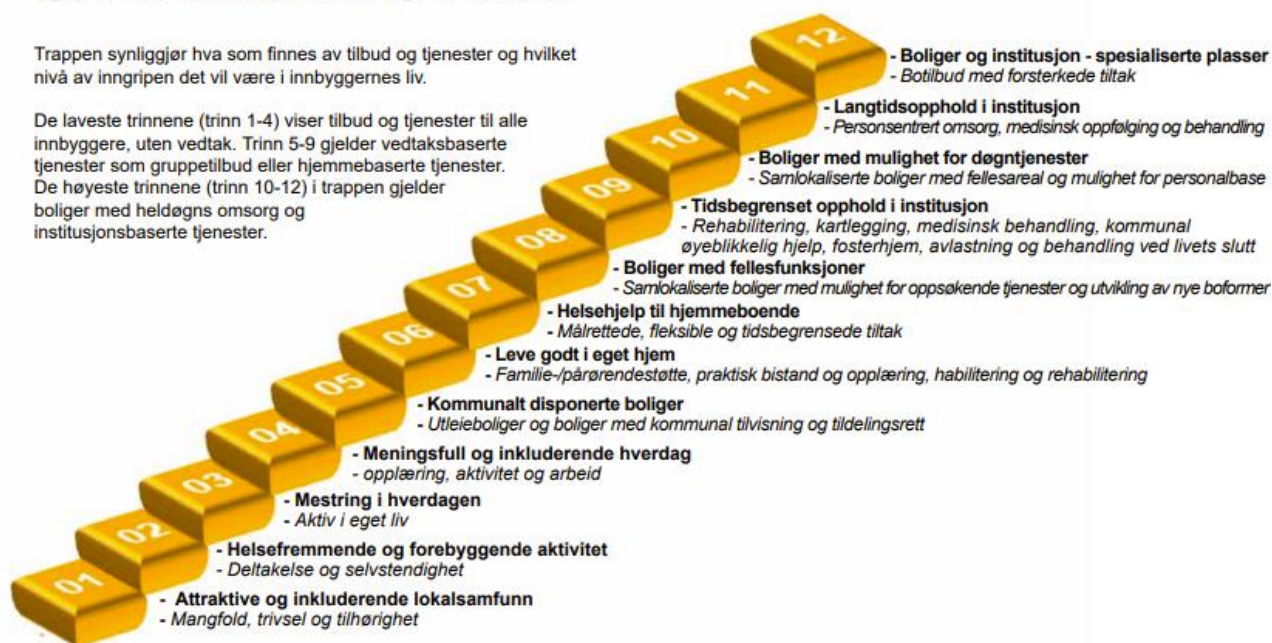 Trappen synliggjør hva som finnes av tilbud og tjenester og hvilket
nivå av inngripen det vil være i innbyggernes liv.
De laveste trinnene (trinn 1-4) viser tilbud og tjenester til alle
innbyggere, uten vedtak. Trinn 5-9 gjelder vedtaksbaserte
tjenester som gruppetilbud eller hjemmebaserte tjenester.
De høyeste trinnene (trinn 10-12) i trappen gjelder
boliger med heldøgns omsorg og
institusjonsbaserte tjenester.
12
- Boliger og institusjon - spesialiserte plasser
- Botilbud med forsterkede tiltak
11
- Langtidsopphold i institusjon
- Personsentrert omsorg, medisinsk oppfølging og behandling
10
- Boliger med mulighet for døgntjenester
- Samlokaliserte boliger med fellesareal og mulighet for personalbase
09
- Tidsbegrenset opphold i institusjon
- Rehabilitering, kartlegging, medisinsk behandling, kommunal
øyeblikkelig hjelp, fosterhjem, avlastning og behandling ved livets slutt
08
- Boliger med fellesfunksjoner
- Samlokaliserte boliger med mulighet for oppsøkende tjenester og utvikling av nye boformer
07
- Helsehjelp til hjemmeboende
- Målrettede, fleksible og tidsbegrensede tiltak
06
- Leve godt i eget hjem
- Familie-/pårørendestøtte, praktisk bistand og opplæring, habilitering og rehabilitering
05
- Kommunalt disponerte boliger
- Utleieboliger og boliger med kommunal tilvisning og tildelingsrett
04
- Meningsfull og inkluderende hverdag
- opplæring, aktivitet og arbeid
03
- Mestring i hverdagen
- Aktiv i eget liv
02
- Helsefremmende og forebyggende aktivitet
- Deltakelse og selvstendighet
01
- Attraktive og inkluderende lokalsamfunn
- Mangfold, trivsel og tilhørighet